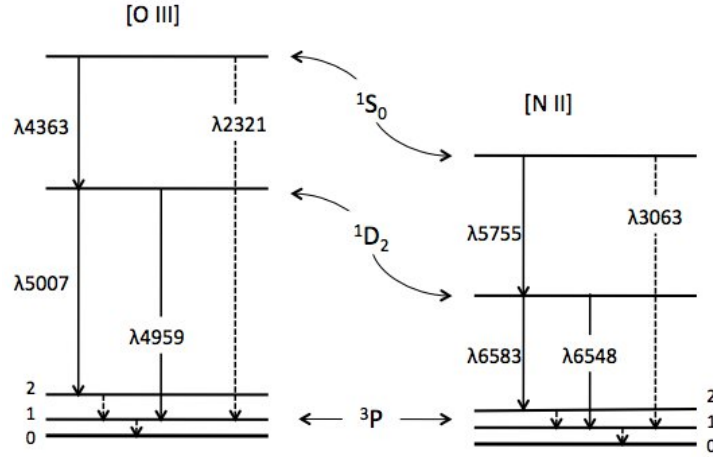 [O III]
λ4363
λ2321
λ5007
λ4959
2
1
0
¹S₀
¹D₂
³P
[N II]
λ5755
λ3063
λ6583
λ6548
2
1
0